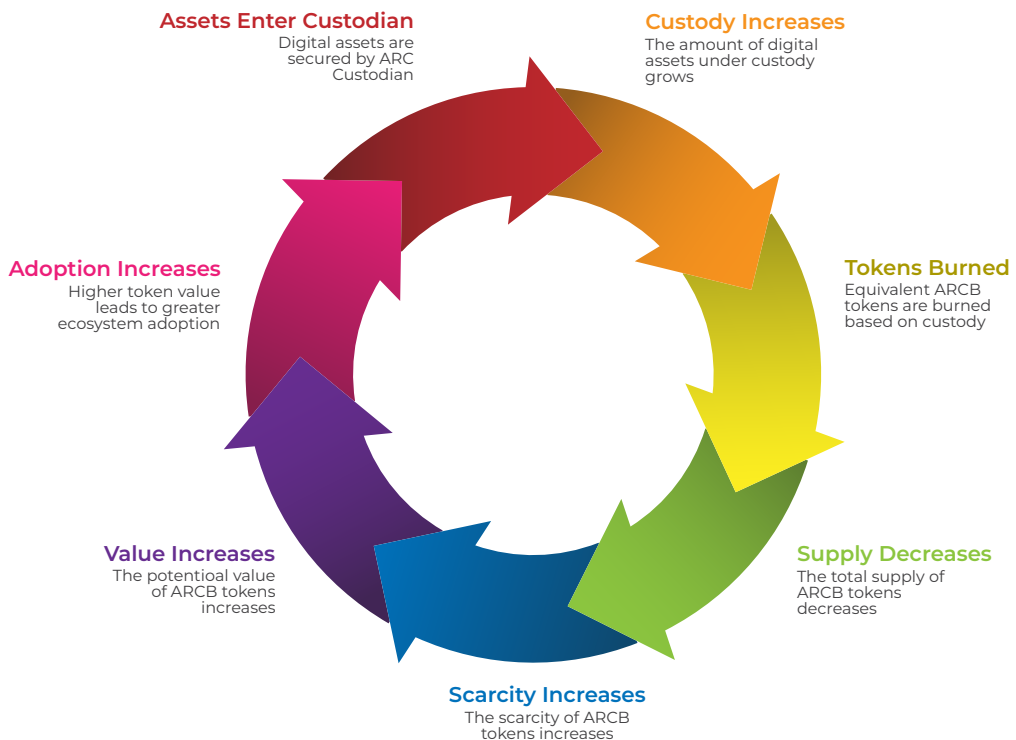 Assets Enter Custodian
Digital assets are
secured by ARC
Custodian
Custody Increases
The amount of digital
assets under custody
grows
Tokens Burned
Equivalent ARCB
tokens are burned
based on custody
Supply Decreases
The total supply of
ARCB tokens
decreases
Scarcity Increases
The scarcity of ARCB
tokens increases
Value Increases
The potentioal value
of ARCB tokens
increases
Adoption Increases
Higher token value
leads to greater
ecosystem adoption